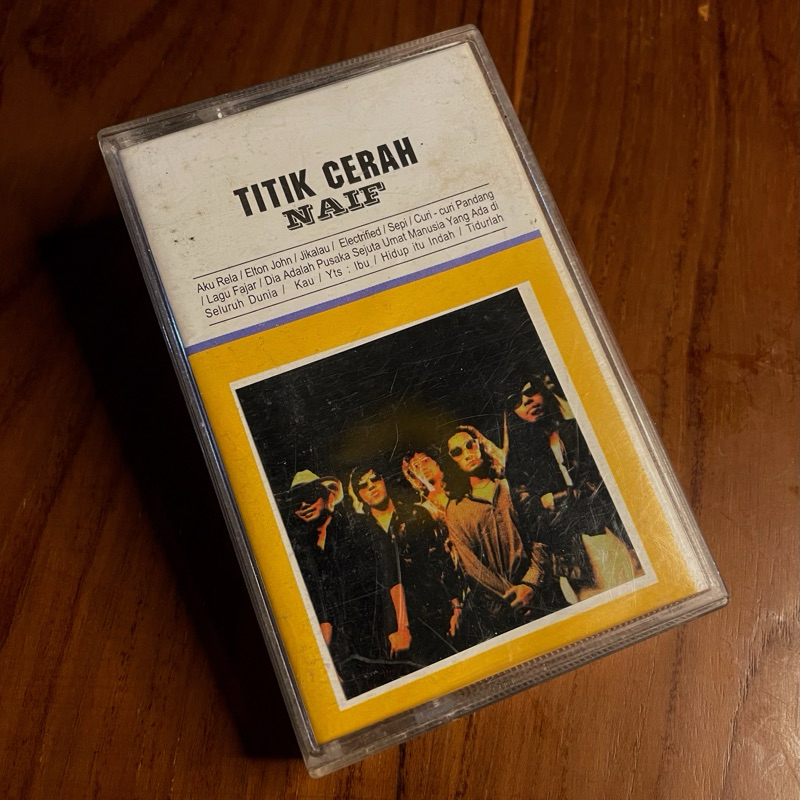 TITIK CERAH
NAIF
Aku Rela / Elton John / Jikalau / Electrified / Sepi / Curi - curi Pandang
/ Lagu Fajar / Dia Adalah Pusaka Sejuta Umat Manusia Yang Ada di
Seluruh Dunia / Kau / Yts : Ibu / Hidup itu Indah / Tidurlah